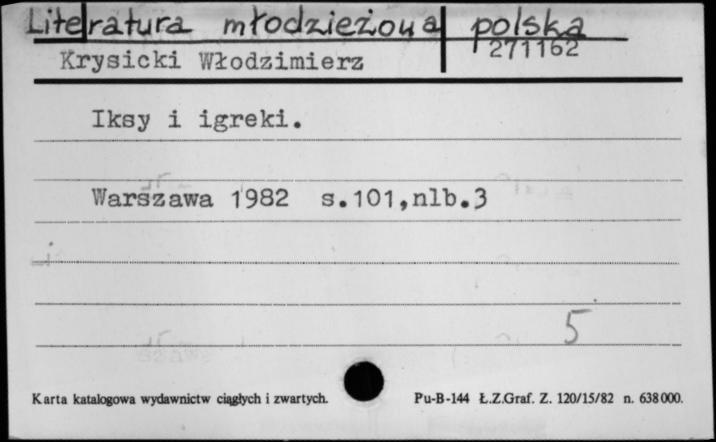 Literatura młodzieżowa polska
271162
Krysicki Włodzimierz
Iksy i igreki.
Warszawa 1982 s.101,nlb.3
5
Karta katalogowa wydawnictw ciągłych i zwartych. Pu-B-144 Ł.Z.Graf. Z. 120/15/82 n. 638000.